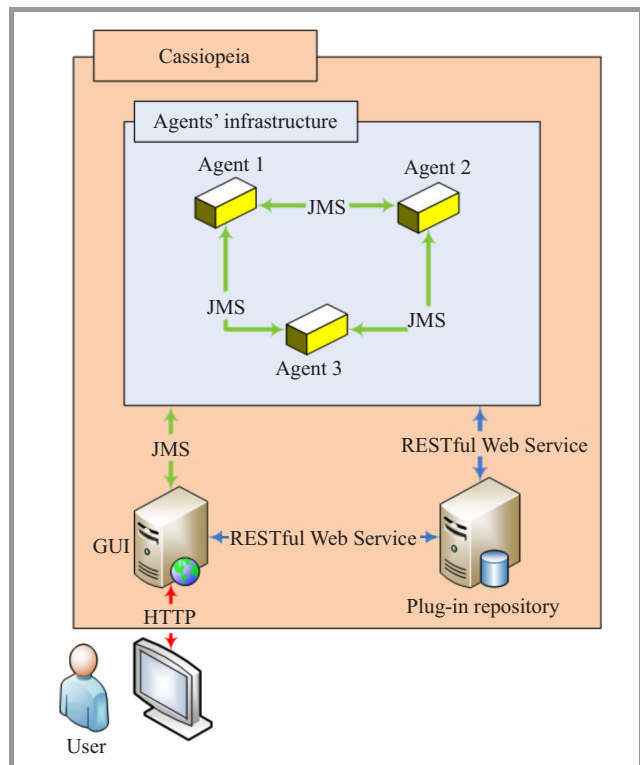 Cassiopeia
Agents’ infrastructure
Agent 1
Agent 2
JMS
JMS
JMS
Agent 3
JMS
RESTful Web Service
GUI
RESTful Web Service
Plug-in repository
HTTP
User